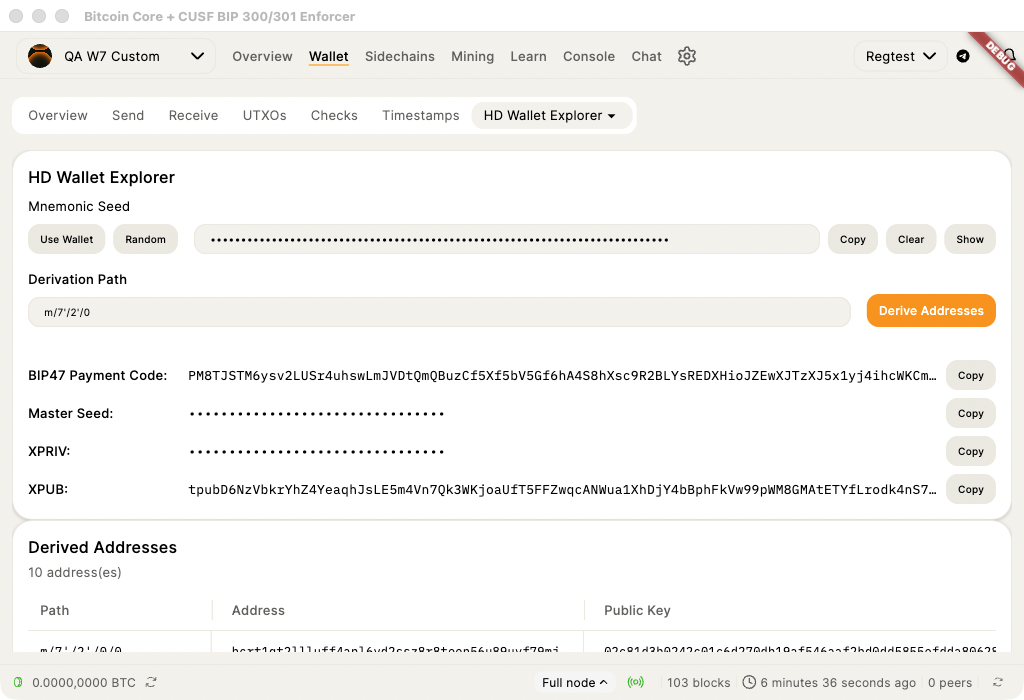 Bitcoin Core + CUSF BIP 300/301 Enforcer
QA W7 Custom Overview Wallet Sidechains Mining Learn Console Chat Regtest DEBUG
Overview Send Receive UTXOs Checks Timestamps HD Wallet Explorer
HD Wallet Explorer
Mnemonic Seed
Use Wallet Random Copy Clear Show
Derivation Path
m/7'/2'/0 Derive Addresses
BIP47 Payment Code: PM8TJSTM6ysv2LUSr4uhswLmJVDtQmQBuzCf5Xf5bV5Gf6hA4S8hXsc9R2BLYsREDXHioJZEwXJTzXJ5x1yj4ihcWKCm… Copy
Master Seed: Copy
XPRIV: Copy
XPUB: tpubD6NzVbkrYhZ4YeaqhJsLE5m4Vn7Qk3WKjoaUfT5FFZwqcANWua1XhDjY4bBphFkVw99pWM8GMAtETYfLrodk4nS7… Copy
Derived Addresses
10 address(es)
Path Address Public Key
m/7'/2'/0/0
0.0000,0000 BTC Full node 103 blocks 6 minutes 36 seconds ago 0 peers